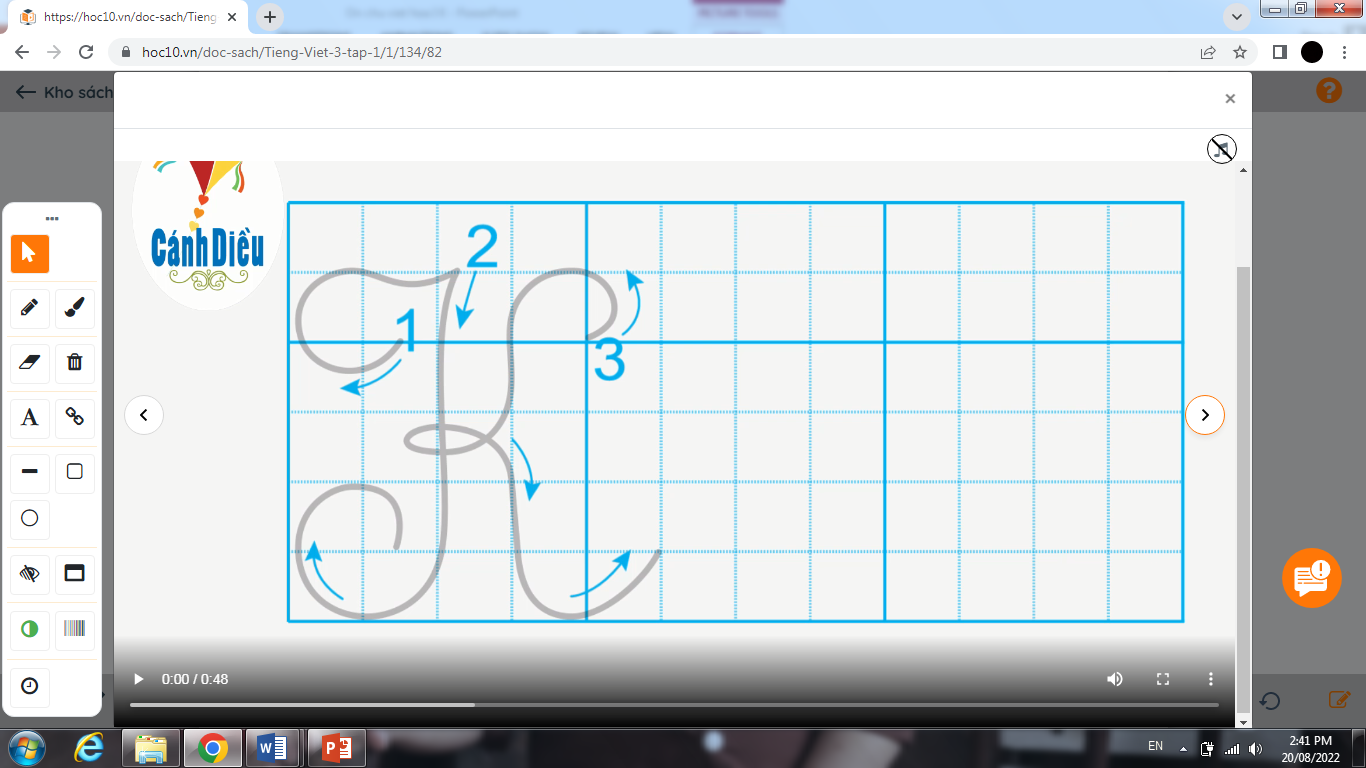 https://hoc10.vn/doc-sach/Tieng
hoc10.vn/doc-sach/Tieng-Viet-3-tap-1/1/134/82
Kho sách
Cánh Diều
2
1
3
K
A
0:00 / 0:48
EN
2:41 PM
20/08/2022